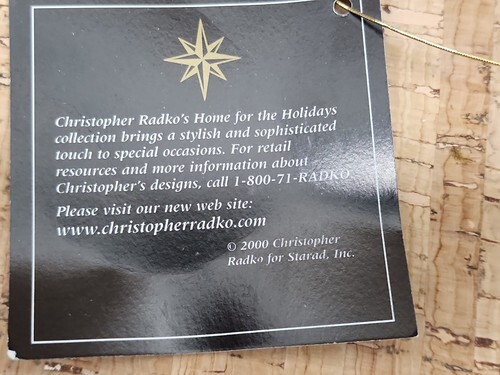 Christopher Radko's Home for the Holidays
collection brings a stylish and sophisticated
touch to special occasions. For retail
resources and more information about
Christopher's designs, call 1-800-71-RADKO
Please visit our new web site:
www.christopherradko.com
© 2000 Christopher
Radko for Starad, Inc.